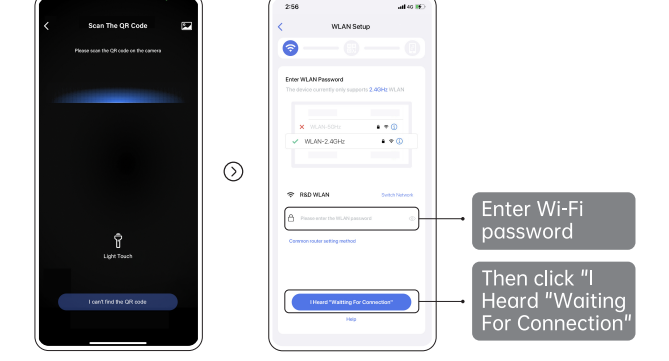 Scan The QR Code
Please scan the QR code on the camera
Light Touch
I can't find the QR code
2:56
4G
WLAN Setup
Enter WLAN Password
This device currently only supports 2.4GHz WLAN
WLAN-5GHz
WLAN-2.4GHz
R&D WLAN
Switch Network
Please enter the WLAN password
Common router setting method
I Heard "Waitting For Connection"
Help
Enter Wi-Fi
password
Then click "I
Heard "Waiting
For Connection"